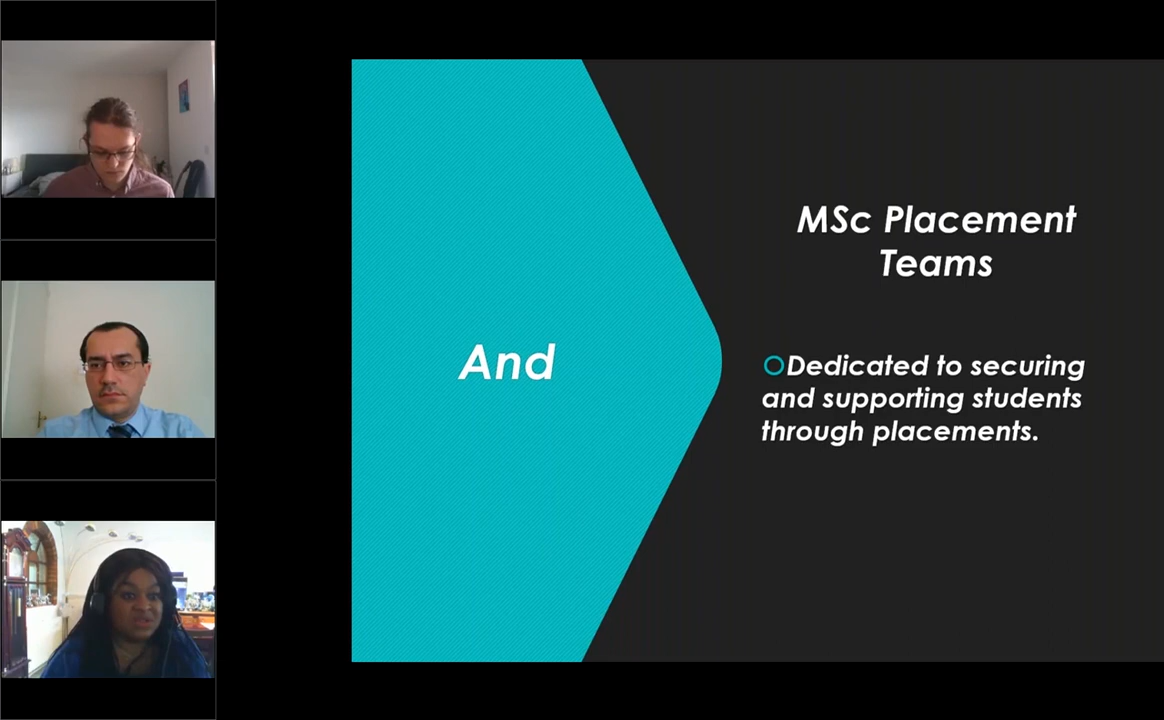 And
MSc Placement
Teams
Dedicated to securing
and supporting students
through placements.